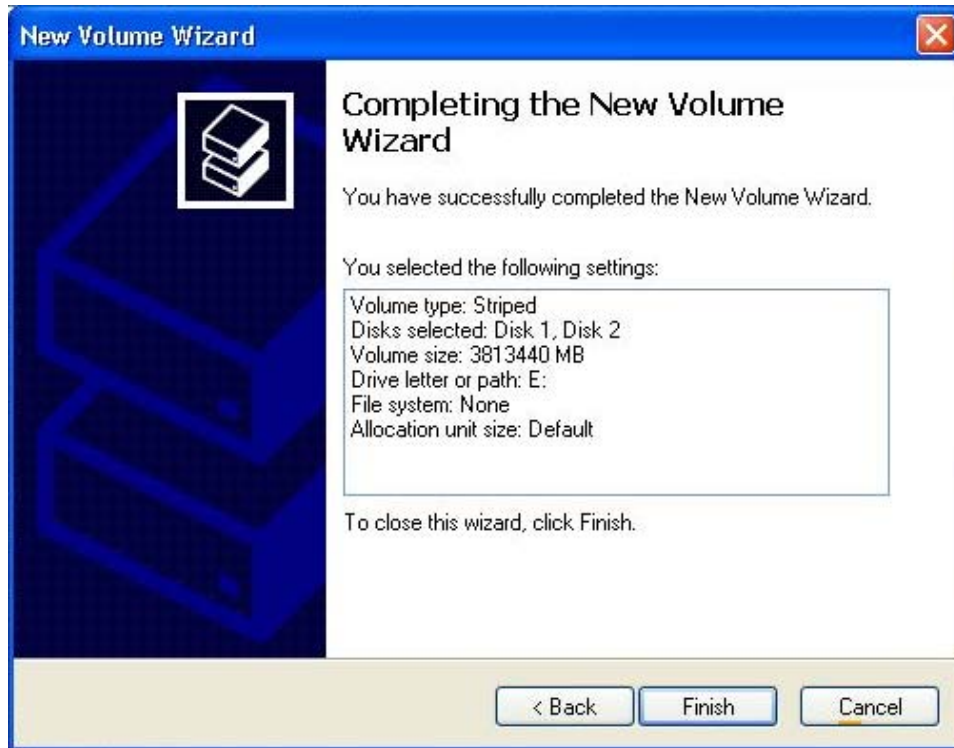 New Volume Wizard
Completing the New Volume
Wizard
You have successfully completed the New Volume Wizard.
You selected the following settings:
Volume type: Striped
Disks selected: Disk 1, Disk 2
Volume size: 3813440 MB
Drive letter or path: E:
File system: None
Allocation unit size: Default
To close this wizard, click Finish.
< Back Finish Cancel